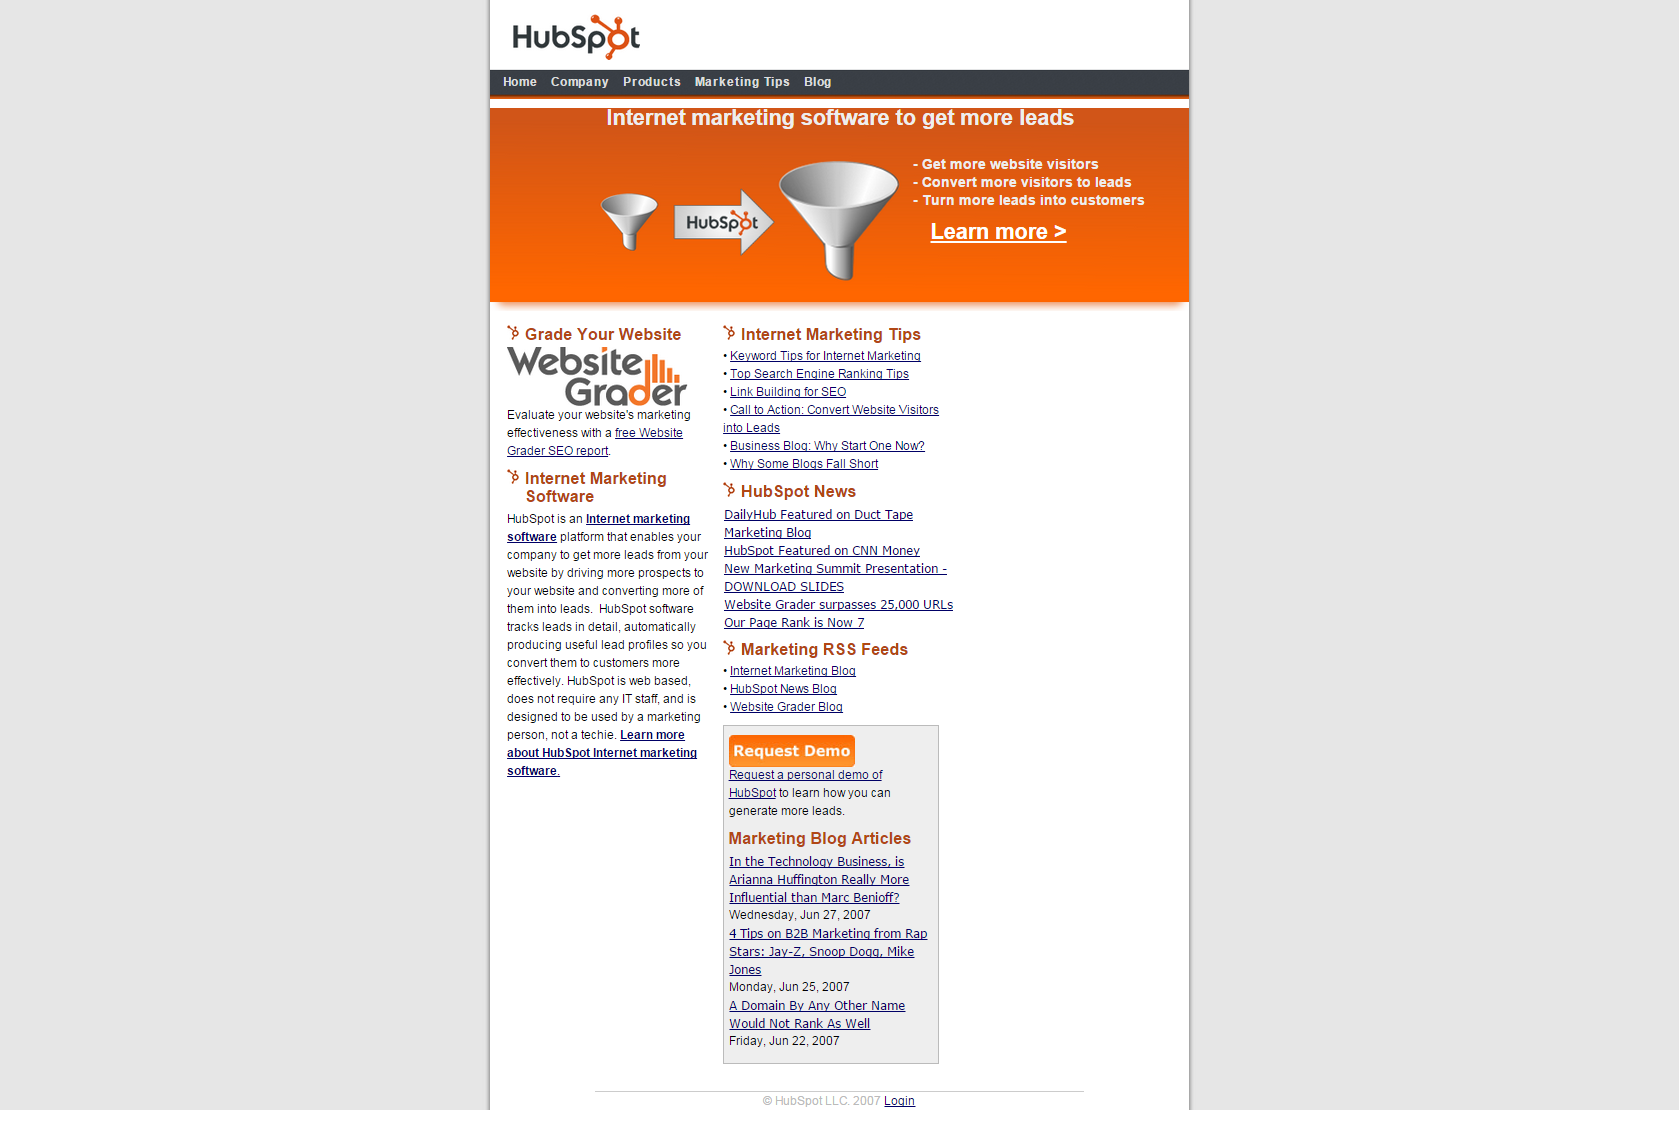 HubSpot
Home Company Products Marketing Tips Blog
Internet marketing software to get more leads
- Get more website visitors
- Convert more visitors to leads
- Turn more leads into customers
HubSpot
Learn more >
Grade Your Website
Website
Grader
Evaluate your website's marketing
effectiveness with a free Website
Grader SEO report.
Internet Marketing
Software
HubSpot is an Internet marketing
software platform that enables your
company to get more leads from your
website by driving more prospects to
your website and converting more of
them into leads.  HubSpot software
tracks leads in detail, automatically
producing useful lead profiles so you
convert them to customers more
effectively. HubSpot is web based,
does not require any IT staff, and is
designed to be used by a marketing
person, not a techie. Learn more
about HubSpot Internet marketing
software.
Internet Marketing Tips
• Keyword Tips for Internet Marketing
• Top Search Engine Ranking Tips
• Link Building for SEO
• Call to Action: Convert Website Visitors
into Leads
• Business Blog: Why Start One Now?
• Why Some Blogs Fall Short
HubSpot News
DailyHub Featured on Duct Tape
Marketing Blog
HubSpot Featured on CNN Money
New Marketing Summit Presentation -
DOWNLOAD SLIDES
Website Grader surpasses 25,000 URLs
Our Page Rank is Now 7
Marketing RSS Feeds
• Internet Marketing Blog
• HubSpot News Blog
• Website Grader Blog
Request Demo
Request a personal demo of
HubSpot to learn how you can
generate more leads.
Marketing Blog Articles
In the Technology Business, is
Arianna Huffington Really More
Influential than Marc Benioff?
Wednesday, Jun 27, 2007
4 Tips on B2B Marketing from Rap
Stars: Jay-Z, Snoop Dogg, Mike
Jones
Monday, Jun 25, 2007
A Domain By Any Other Name
Would Not Rank As Well
Friday, Jun 22, 2007
© HubSpot LLC. 2007 Login